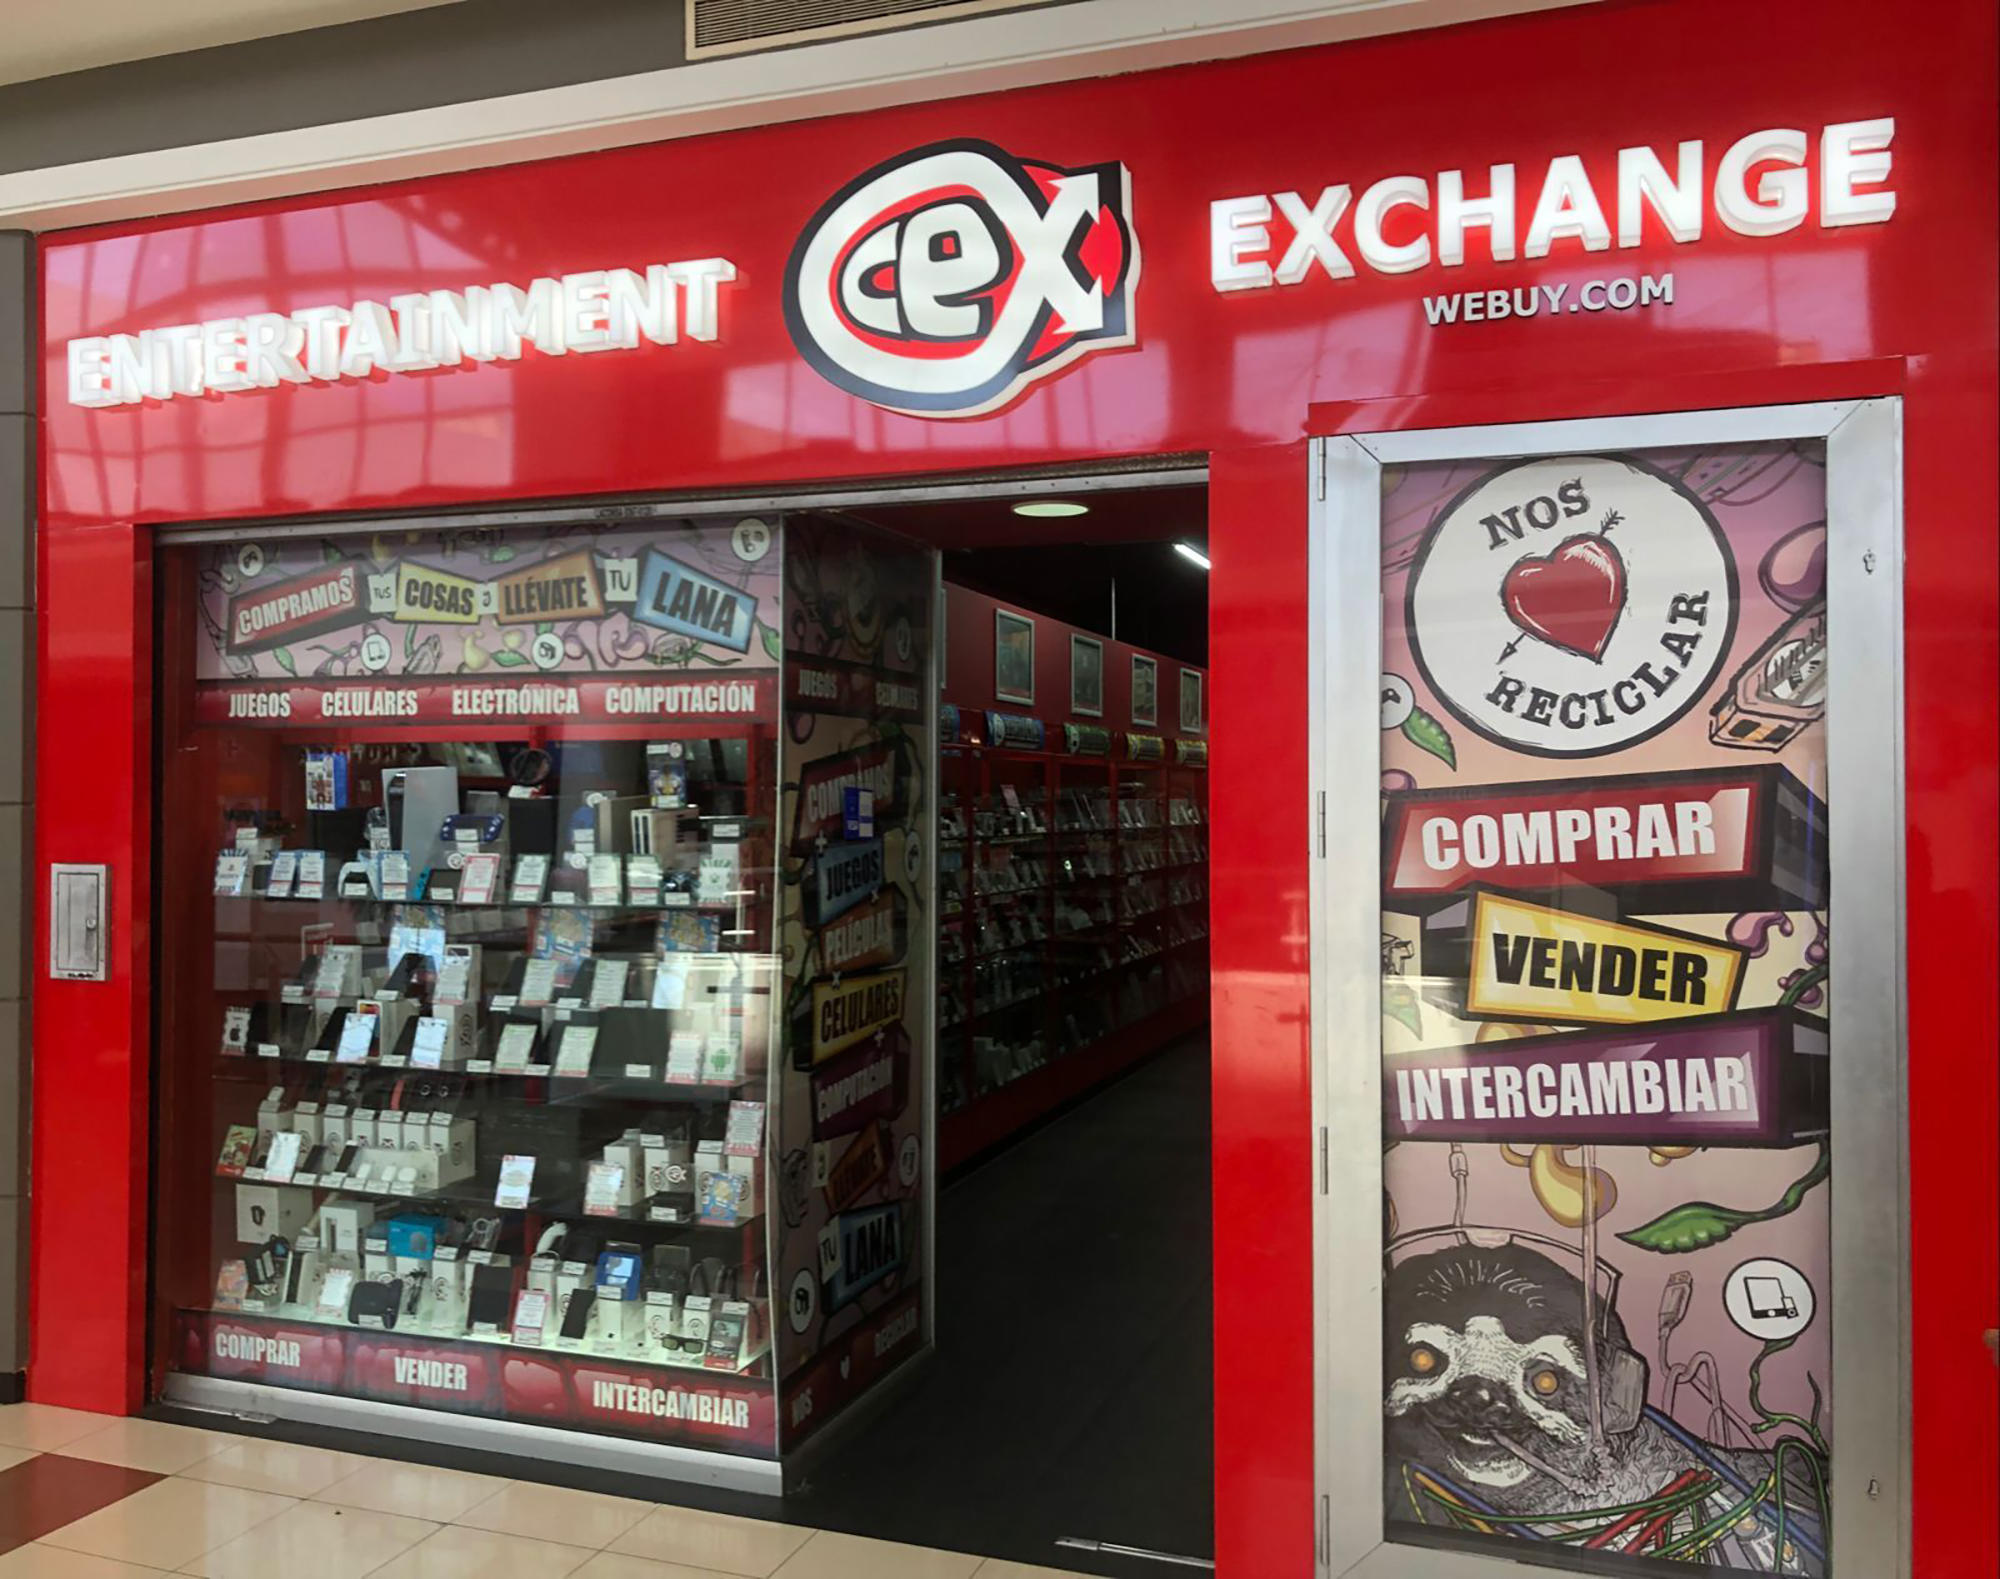 ENTERTAINMENT
cex
EXCHANGE
WEBUY.COM
COMPRAMOS TUS COSAS y LLÉVATE TU LANA
JUEGOS CELULARES ELECTRÓNICA COMPUTACIÓN
COMPRAR VENDER INTERCAMBIAR
JUEGOS CELULARES
COMPRAMOS
JUEGOS
+
PELÍCULAS
CELULARES
+
COMPUTACIÓN
LLÉVATE
TU LANA
NOS RECICLAR
NOS
RECICLAR
COMPRAR
VENDER
INTERCAMBIAR